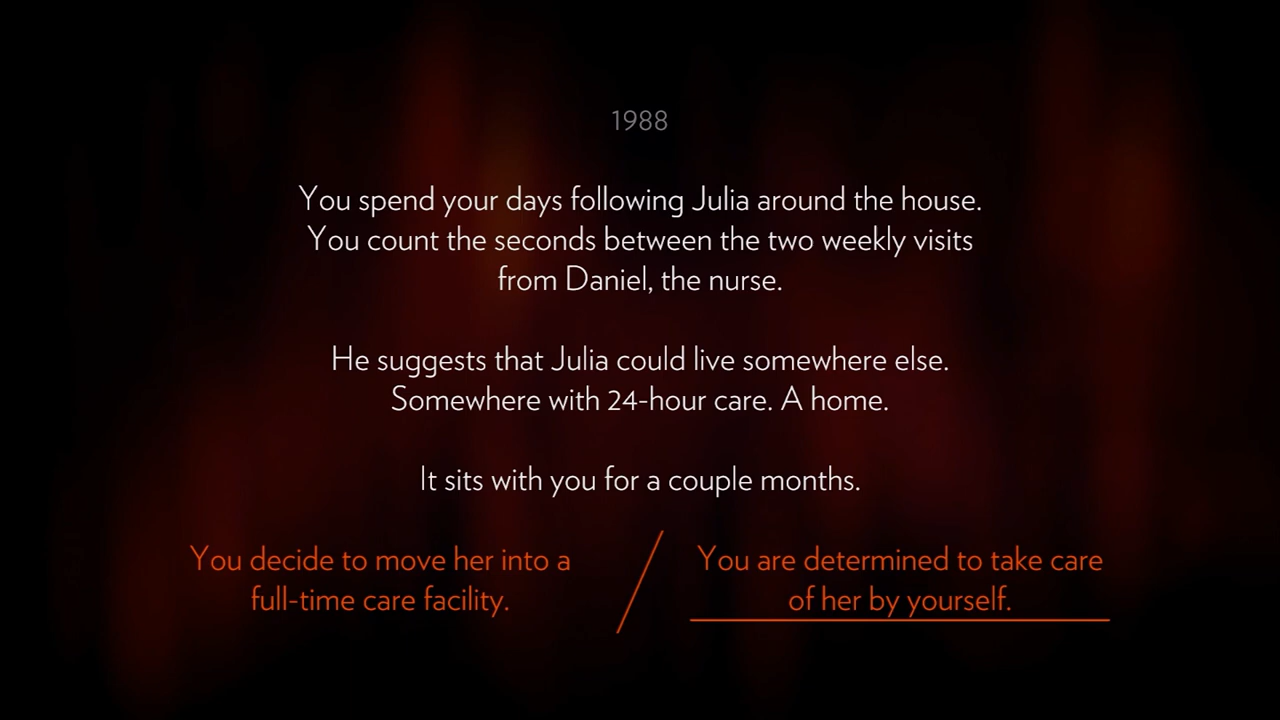 1988
You spend your days following Julia around the house.
You count the seconds between the two weekly visits
from Daniel, the nurse.
He suggests that Julia could live somewhere else.
Somewhere with 24-hour care. A home.
It sits with you for a couple months.
You decide to move her into a
full-time care facility.
You are determined to take care
of her by yourself.